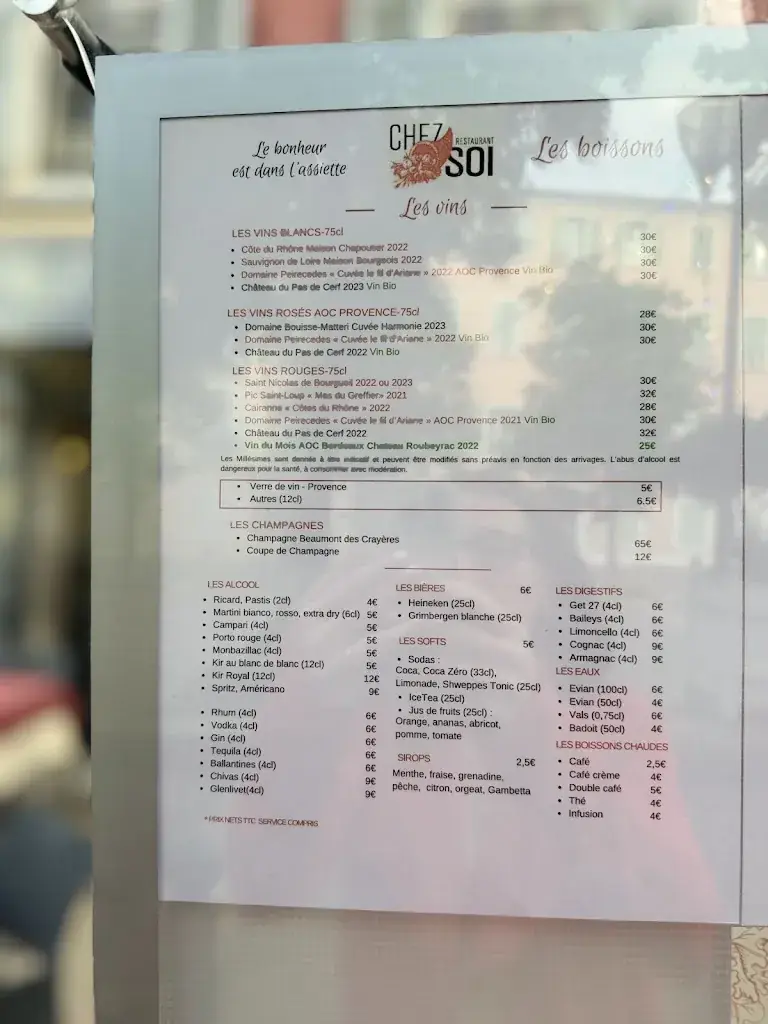 Le bonheur
est dans l'assiette
CHEZ
RESTAURANT
SOI
Les boissons
Les vins
LES VINS BLANCS-75cl
• Côte du Rhône Maison Chapoutier 2022 30€
• Sauvignon de Loire Maison Bourgeois 2022 30€
• Domaine Peirecedes « Cuvée le fil d'Ariane » 2022 AOC Provence Vin Bio 30€
• Château du Pas de Cerf 2023 Vin Bio 30€
LES VINS ROSÉS AOC PROVENCE-75cl
• Domaine Bouisse-Matteri Cuvée Harmonie 2023 28€
• Domaine Peirecedes « Cuvée le fil d'Ariane » 2022 Vin Bio 30€
• Château du Pas de Cerf 2022 Vin Bio 30€
LES VINS ROUGES-75cl
• Saint Nicolas de Bourgueil 2022 ou 2023 30€
• Pic Saint-Loup « Mas du Greffier» 2021 32€
• Cairanne « Côtes du Rhône » 2022 28€
• Domaine Peirecedes « Cuvée le fil d'Ariane » AOC Provence 2021 Vin Bio 30€
• Château du Pas de Cerf 2022 32€
• Vin du Mois AOC Bordeaux Chateau Roubeyrac 2022 25€
Les Millésimes sont donnés à titre indicatif et peuvent être modifiés sans préavis en fonction des arrivages. L'abus d'alcool est
dangereux pour la santé, à consommer avec modération.
• Verre de vin - Provence 5€
• Autres (12cl) 6.5€
LES CHAMPAGNES
• Champagne Beaumont des Crayères 65€
• Coupe de Champagne 12€
LES ALCOOL
• Ricard, Pastis (2cl) 4€
• Martini bianco, rosso, extra dry (6cl) 5€
• Campari (4cl) 5€
• Porto rouge (4cl) 5€
• Monbazillac (4cl) 5€
• Kir au blanc de blanc (12cl) 5€
• Kir Royal (12cl) 12€
• Spritz, Américano 9€
• Rhum (4cl) 6€
• Vodka (4cl) 6€
• Gin (4cl) 6€
• Tequila (4cl) 6€
• Ballantines (4cl) 6€
• Chivas (4cl) 9€
• Glenlivet(4cl) 9€
* PRIX NETS TTC SERVICE COMPRIS
LES BIÈRES 6€
• Heineken (25cl)
• Grimbergen blanche (25cl)
LES SOFTS 5€
• Sodas :
Coca, Coca Zéro (33cl),
Limonade, Shweppes Tonic (25cl)
• IceTea (25cl)
• Jus de fruits (25cl) :
Orange, ananas, abricot,
pomme, tomate
SIROPS 2,5€
Menthe, fraise, grenadine,
pêche, citron, orgeat, Gambetta
LES DIGESTIFS
• Get 27 (4cl) 6€
• Baileys (4cl) 6€
• Limoncello (4cl) 6€
• Cognac (4cl) 9€
• Armagnac (4cl) 9€
LES EAUX
• Evian (100cl) 6€
• Evian (50cl) 4€
• Vals (0,75cl) 6€
• Badoit (50cl) 4€
LES BOISSONS CHAUDES
• Café 2,5€
• Café crème 4€
• Double café 5€
• Thé 4€
• Infusion 4€